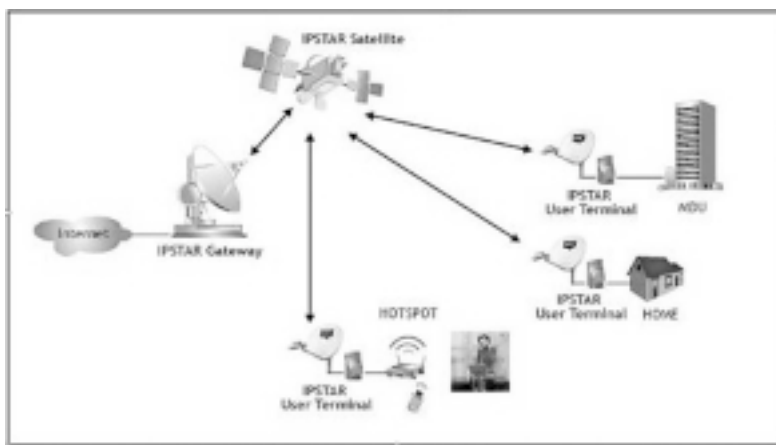 IPSTAR Satellite
Internet
IPSTAR Gateway
IPSTAR
User Terminal
MDU
IPSTAR
User Terminal
HOME
HOTSPOT
IPSTAR
User Terminal